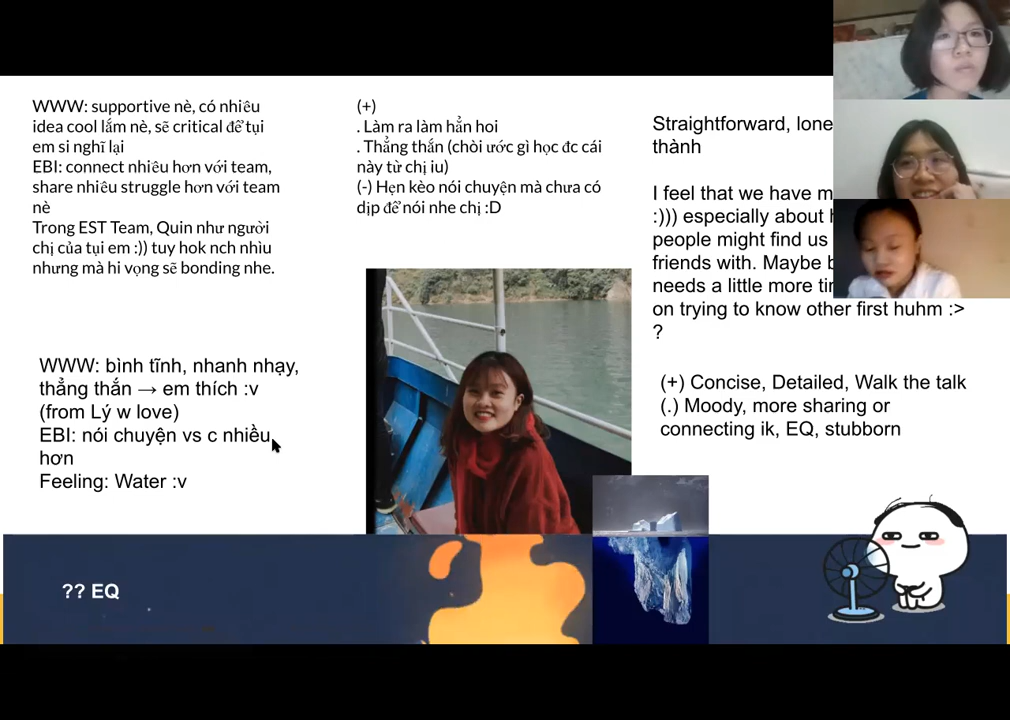 WWW: supportive nè, có nhiêu
idea cool lắm nè, sẽ critical để tụi
em si nghĩ lại
EBI: connect nhiêu hơn với team,
share nhiêu struggle hơn với team
nè
Trong EST Team, Quin như người
chị của tụi em :)) tuy hok nch nhìu
nhưng mà hi vọng sẽ bonding nhe.
WWW: bình tĩnh, nhanh nhạy,
thẳng thắn → em thích :v
(from Lý w love)
EBI: nói chuyện vs c nhiều
hơn
Feeling: Water :v
(+)
. Làm ra làm hẳn hoi
. Thẳng thắn (chòi ước gì học đc cái
này từ chị iu)
(-) Hẹn kèo nói chuyện mà chưa có
dịp để nói nhe chị :D
Straightforward, lone
thành
I feel that we have m
:))) especially about
people might find us
friends with. Maybe
needs a little more
on trying to know other first huhm :>
?
(+) Concise, Detailed, Walk the talk
(.) Moody, more sharing or
connecting ik, EQ, stubborn
?? EQ